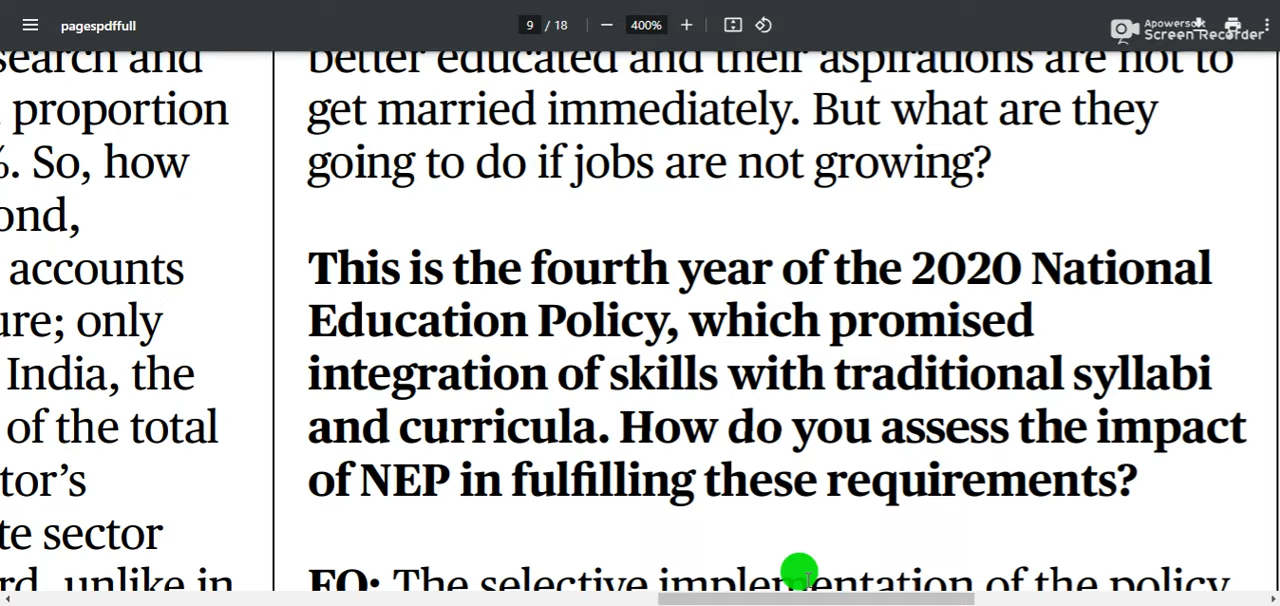 pagespdffull
9 / 18
400%
Apowersoft
Screen Recorder
search and
proportion
%. So, how
ond,
accounts
ure; only
India, the
of the total
tor's
te sector
rd, unlike in
better educated and their aspirations are not to
get married immediately. But what are they
going to do if jobs are not growing?
This is the fourth year of the 2020 National
Education Policy, which promised
integration of skills with traditional syllabi
and curricula. How do you assess the impact
of NEP in fulfilling these requirements?
FO: The selective implementation of the policy